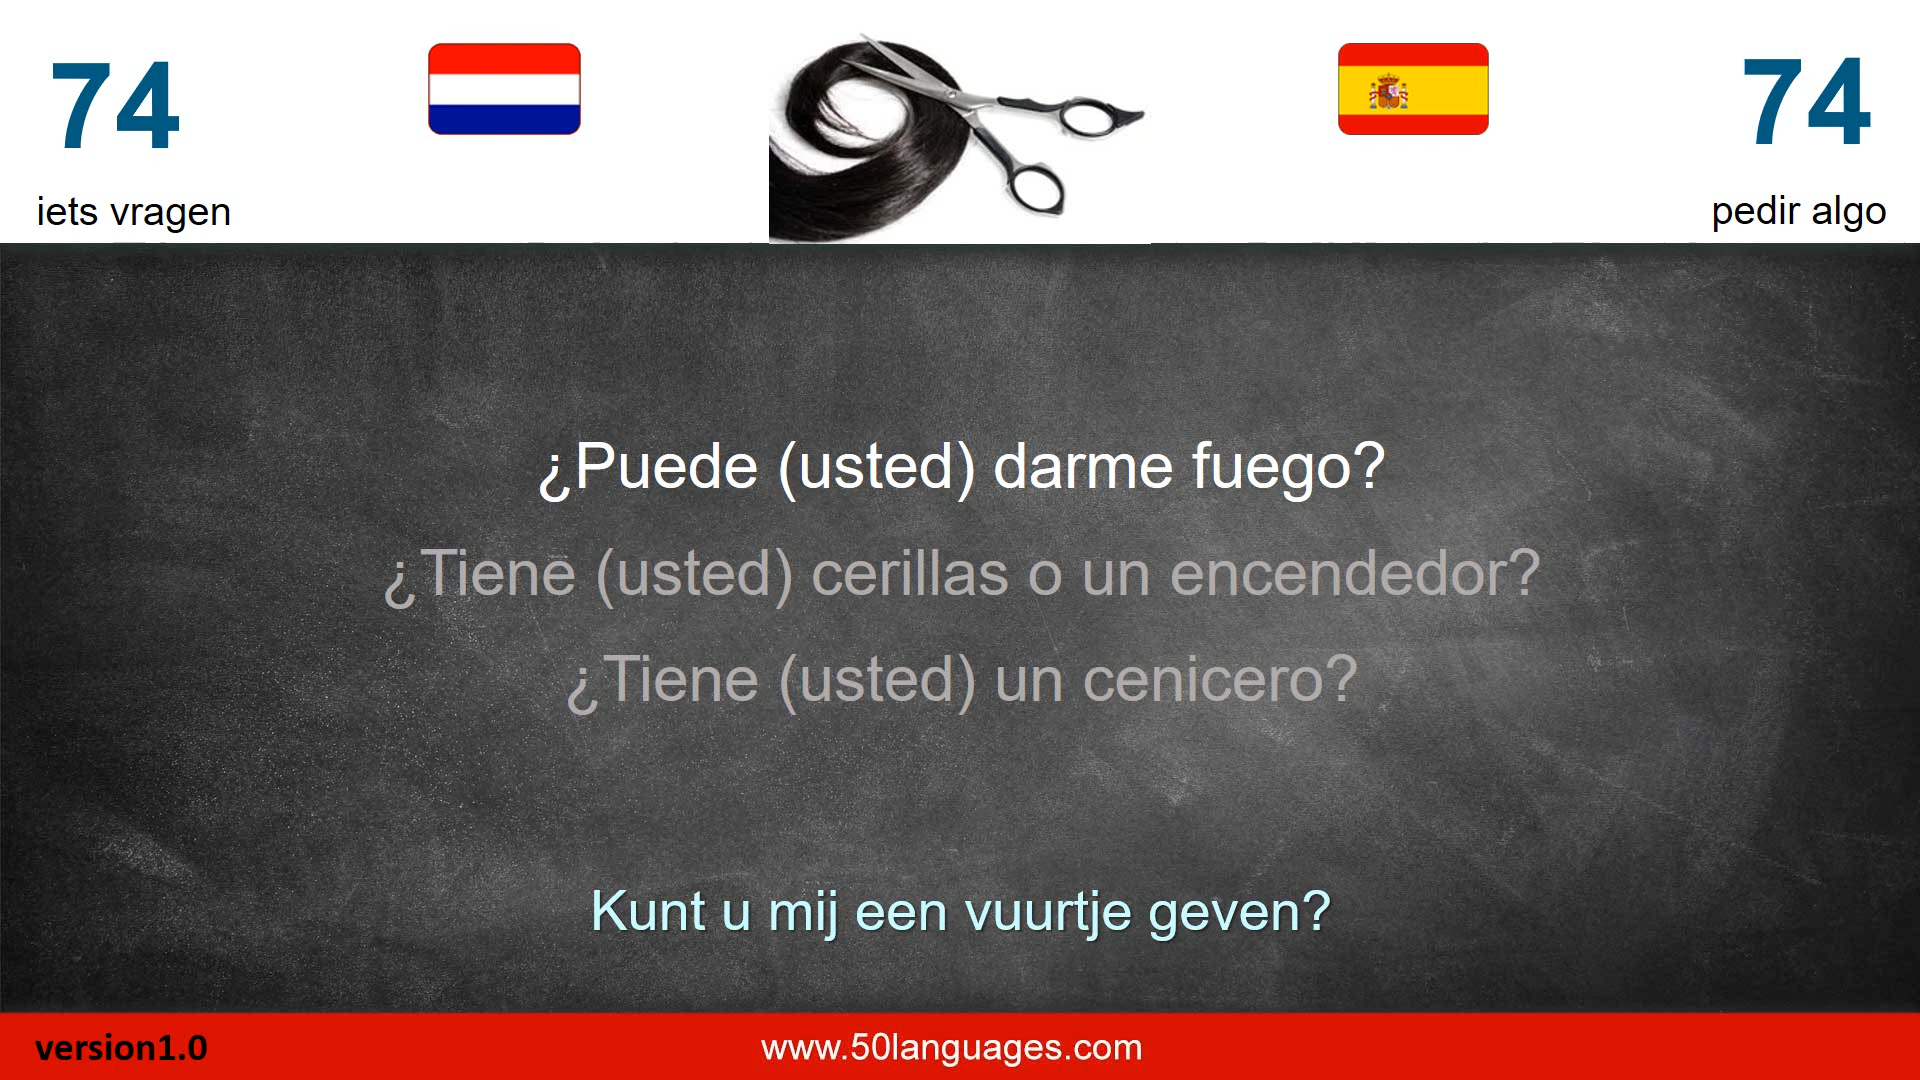 74
74
iets vragen
pedir algo
¿Puede (usted) darme fuego?
¿Tiene (usted) cerillas o un encendedor?
¿Tiene (usted) un cenicero?
Kunt u mij een vuurtje geven?
version1.0
www.50languages.com